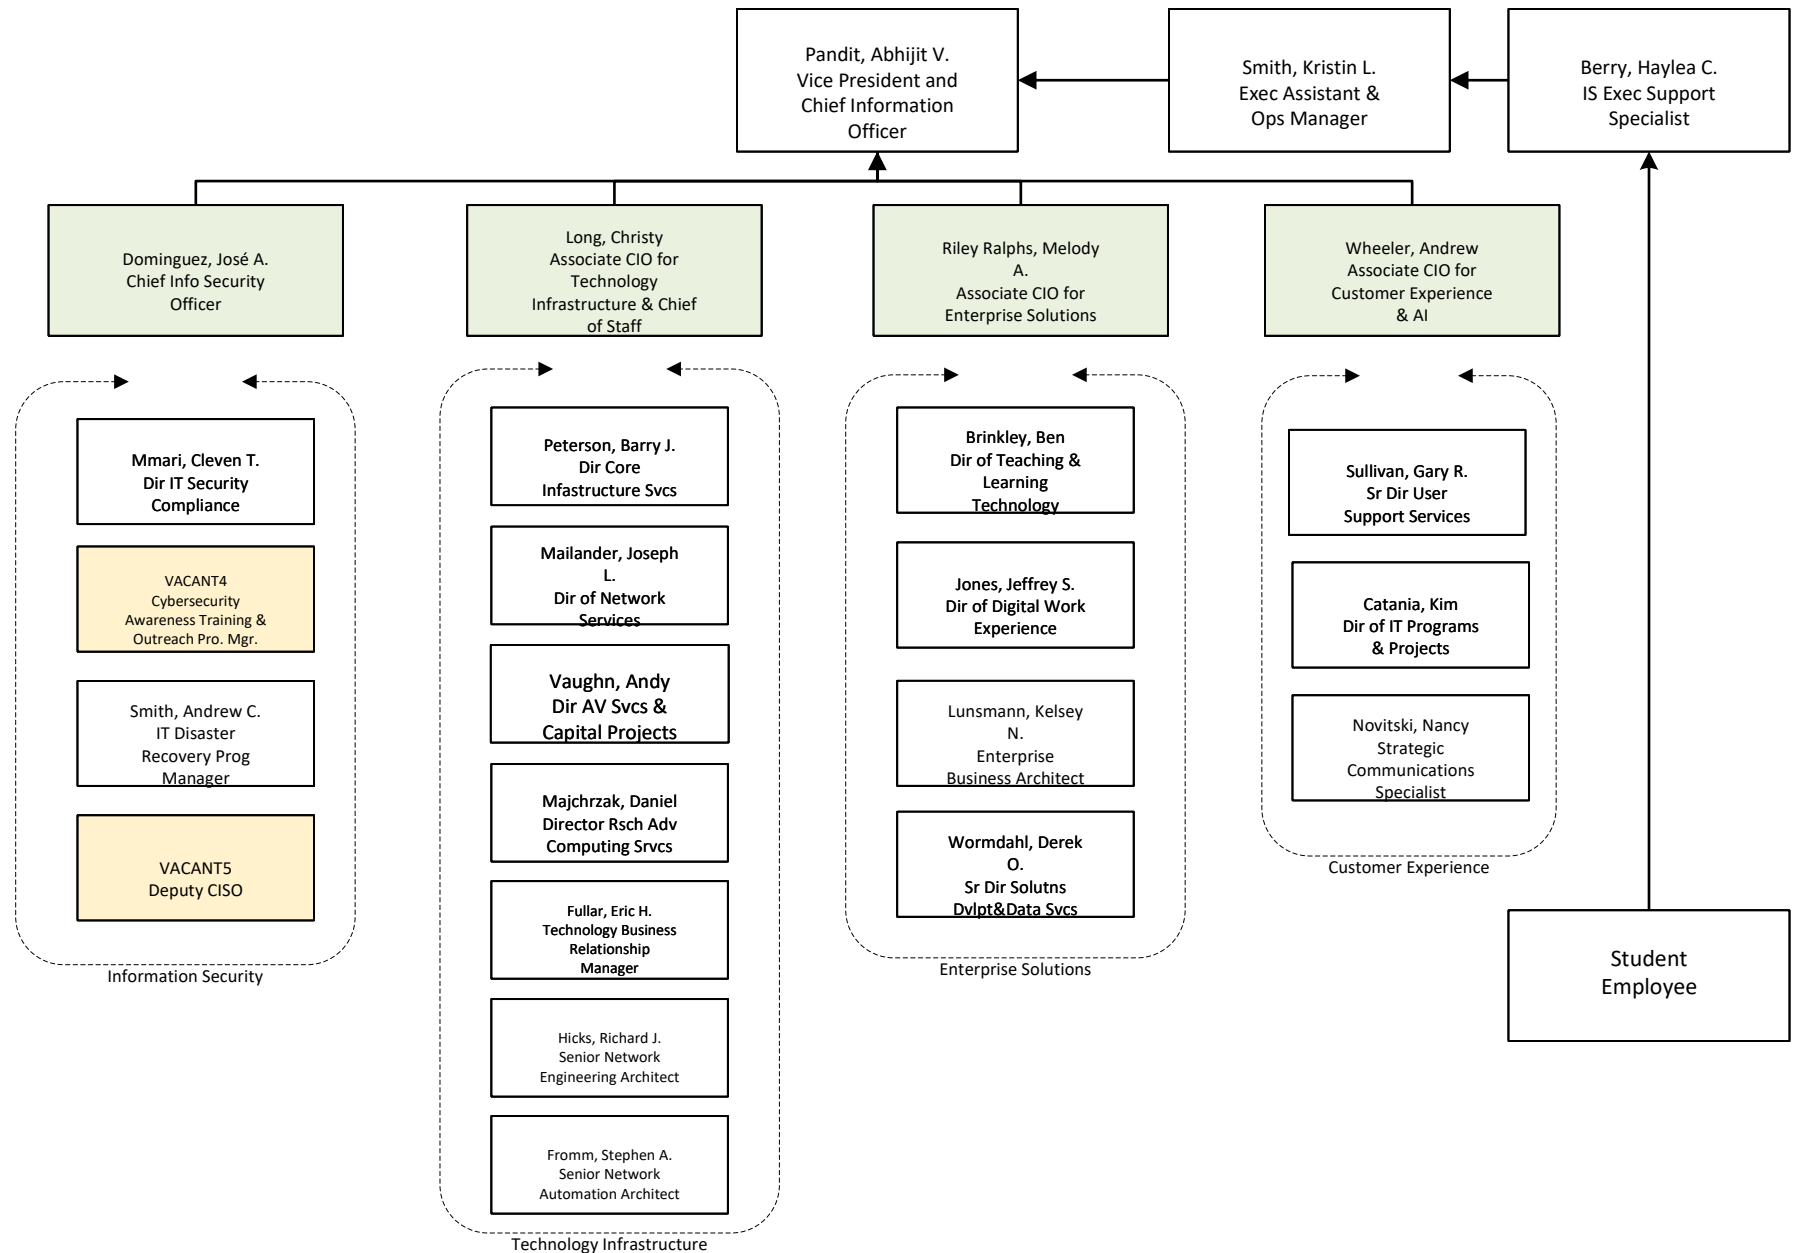 Pandit, Abhijit V.
Vice President and
Chief Information
Officer
Smith, Kristin L.
Exec Assistant &
Ops Manager
Berry, Haylea C.
IS Exec Support
Specialist
Dominguez, José A.
Chief Info Security
Officer
Long, Christy
Associate CIO for
Technology
Infrastructure & Chief
of Staff
Riley Ralphs, Melody
A.
Associate CIO for
Enterprise Solutions
Wheeler, Andrew
Associate CIO for
Customer Experience
& AI
Mmari, Cleven T.
Dir IT Security
Compliance
VACANT4
Cybersecurity
Awareness Training &
Outreach Pro. Mgr.
Smith, Andrew C.
IT Disaster
Recovery Prog
Manager
VACANT5
Deputy CISO
Information Security
Peterson, Barry J.
Dir Core
Infastructure Svcs
Mailander, Joseph
L.
Dir of Network
Services
Vaughn, Andy
Dir AV Svcs &
Capital Projects
Majchrzak, Daniel
Director Rsch Adv
Computing Srvcs
Fullar, Eric H.
Technology Business
Relationship
Manager
Hicks, Richard J.
Senior Network
Engineering Architect
Fromm, Stephen A.
Senior Network
Automation Architect
Technology Infrastructure
Brinkley, Ben
Dir of Teaching &
Learning
Technology
Jones, Jeffrey S.
Dir of Digital Work
Experience
Lunsmann, Kelsey
N.
Enterprise
Business Architect
Wormdahl, Derek
O.
Sr Dir Solutns
Dvlpt&Data Svcs
Enterprise Solutions
Sullivan, Gary R.
Sr Dir User
Support Services
Catania, Kim
Dir of IT Programs
& Projects
Novitski, Nancy
Strategic
Communications
Specialist
Customer Experience
Student
Employee